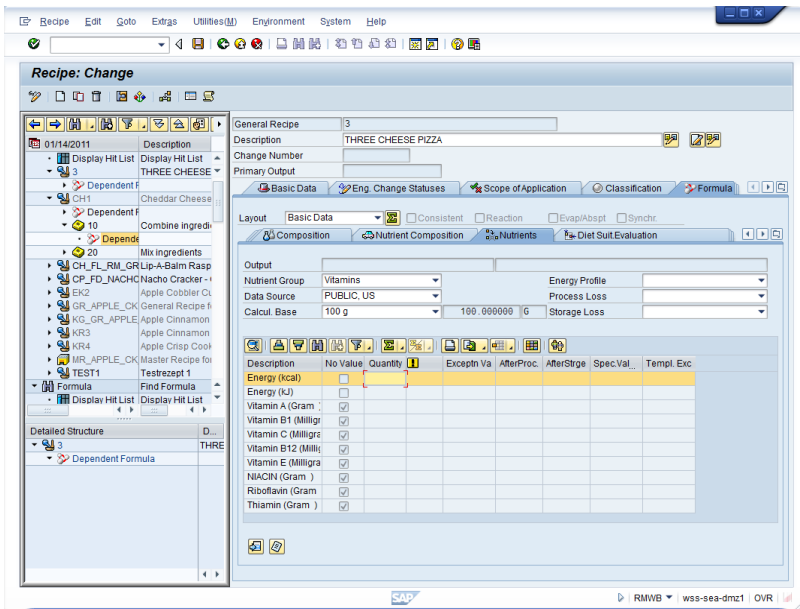 Recipe Edit Goto Extras Utilities(M) Environment System Help
Recipe: Change
General Recipe 3
Description THREE CHEESE PIZZA
Change Number
Primary Output
Basic Data Eng. Change Statuses Scope of Application Classification Formula
Layout Basic Data Consistent Reaction Evap/Abspt Synchr.
Composition Nutrient Composition Nutrients Diet Suit.Evaluation
Output
Nutrient Group Vitamins Energy Profile
Data Source PUBLIC, US Process Loss
Calcul. Base 100 g 100.000000 G Storage Loss
Description No Value Quantity Exceptn Va AfterProc. AfterStrge Spec.Val_ Templ. Exc
Energy (kcal)
Energy (kJ)
Vitamin A (Gram )
Vitamin B1 (Milligr
Vitamin C (Milligra
Vitamin B12 (Millig
Vitamin E (Milligra
NIACIN (Gram )
Riboflavin (Gram
Thiamin (Gram )
01/14/2011 Description
Display Hit List Display Hit List
3 THREE CHEESE
Dependent F
CH1 Cheddar Cheese
Dependent F
10 Combine ingredi
Depende
20 Mix ingredients
CH_FL_RM_GR Lip-A-Balm Rasp
CP_FD_NACHO Nacho Cracker -
EK2 Apple Cobbler Cu
GR_APPLE_CK General Recipe f
KG_GR_APPLE Apple Cinnamon
KR3 Apple Cinnamon
KR4 Apple Crisp Cook
MR_APPLE_CK Master Recipe fo
TEST1 Testrezept 1
Formula Find Formula
Display Hit List Display Hit List
Detailed Structure D...
3 THRE
Dependent Formula
SAP
RMWB wss-sea-dmz1 OVR